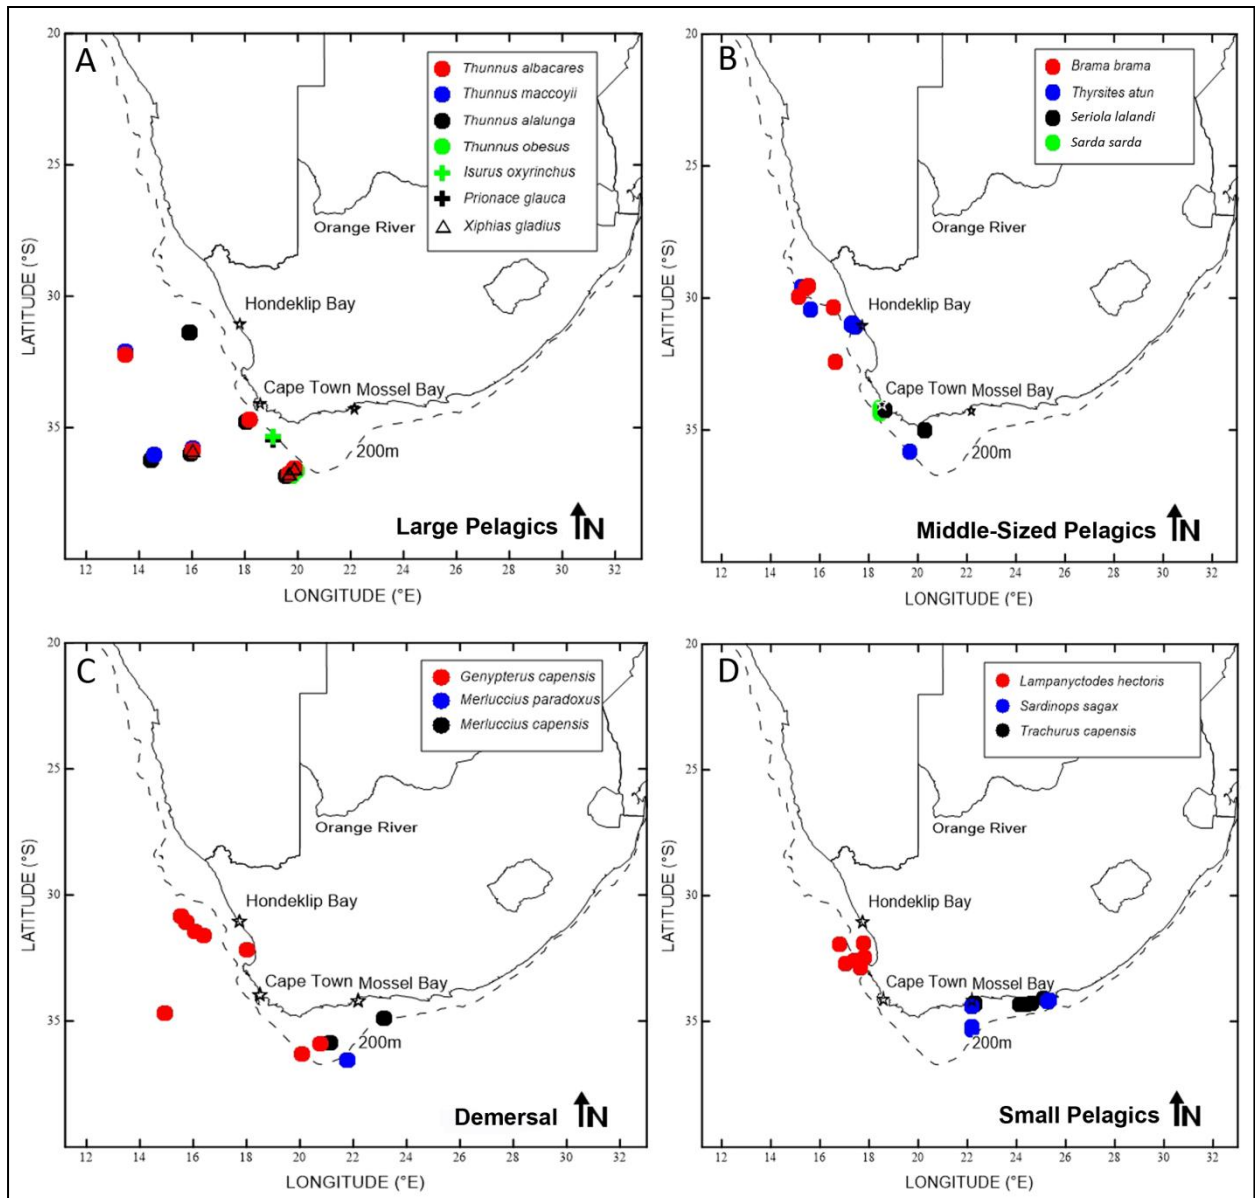 A
20
25
30
35
LATITUDE (°S)
Thunnus albacares
Thunnus maccoyii
Thunnus alalunga
Thunnus obesus
Isurus oxyrinchus
Prionace glauca
Xiphias gladius
Orange River
Hondeklip Bay
Cape Town Mossel Bay
200m
Large Pelagics N
12 14 16 18 20 22 24 26 28 30 32
LONGITUDE (°E)
B
20
25
30
35
LATITUDE (°S)
Brama brama
Thyrsites atun
Seriola lalandi
Sarda sarda
Orange River
Hondeklip Bay
Cape Town Mossel Bay
200m
Middle-Sized Pelagics N
12 14 16 18 20 22 24 26 28 30 32
LONGITUDE (°E)
C
20
25
30
35
LATITUDE (°S)
Genypterus capensis
Merluccius paradoxus
Merluccius capensis
Orange River
Hondeklip Bay
Cape Town Mossel Bay
200m
Demersal N
12 14 16 18 20 22 24 26 28 30 32
LONGITUDE (°E)
D
20
25
30
35
LATITUDE (°S)
Lampanyctodes hectoris
Sardinops sagax
Trachurus capensis
Orange River
Hondeklip Bay
Cape Town Mossel Bay
200m
Small Pelagics N
12 14 16 18 20 22 24 26 28 30 32
LONGITUDE (°E)